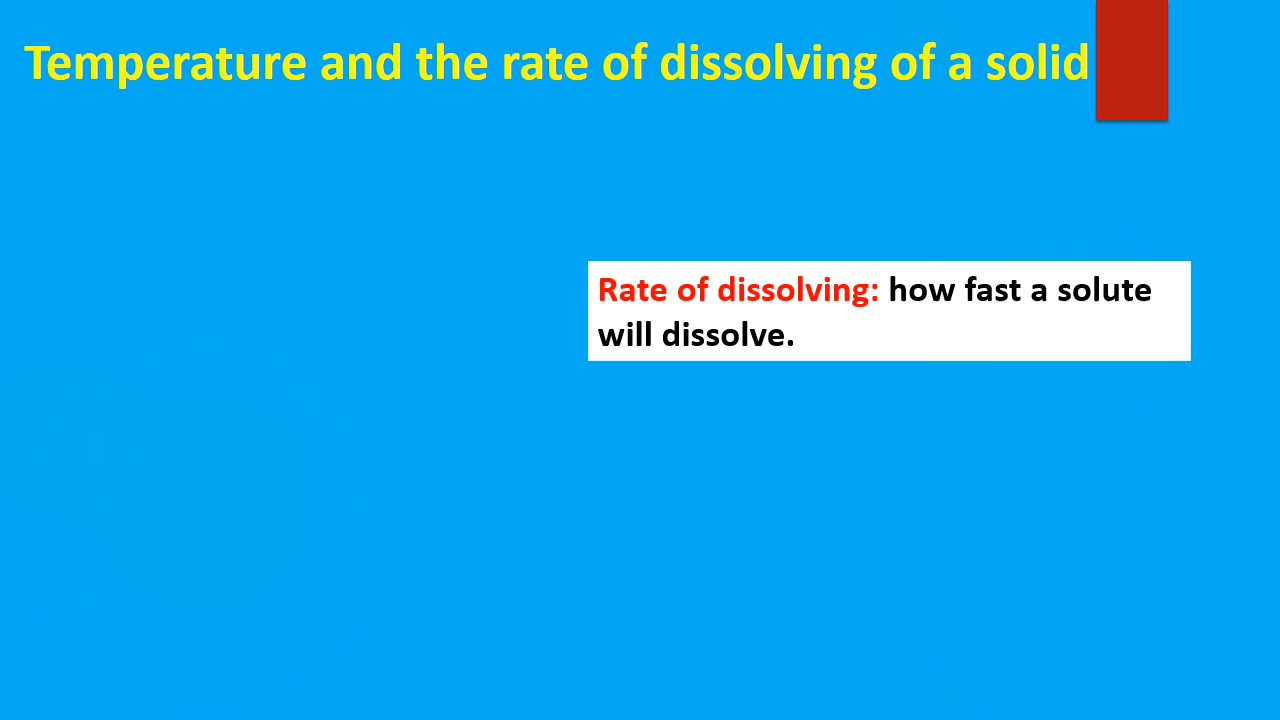 Temperature and the rate of dissolving of a solid
Rate of dissolving: how fast a solute
will dissolve.